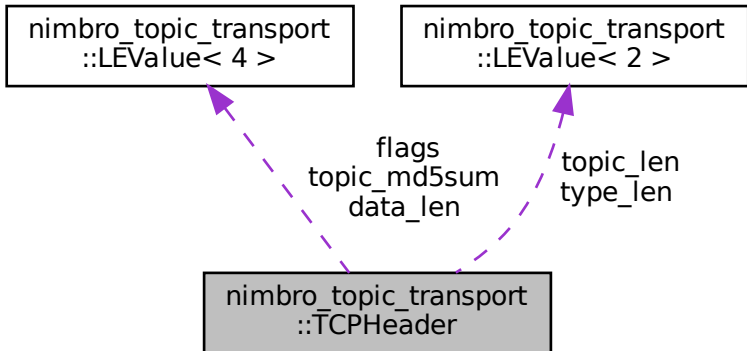 nimbro_topic_transport
::LEValue< 4 >
nimbro_topic_transport
::LEValue< 2 >
flags
topic_md5sum
data_len
topic_len
type_len
nimbro_topic_transport
::TCPHeader